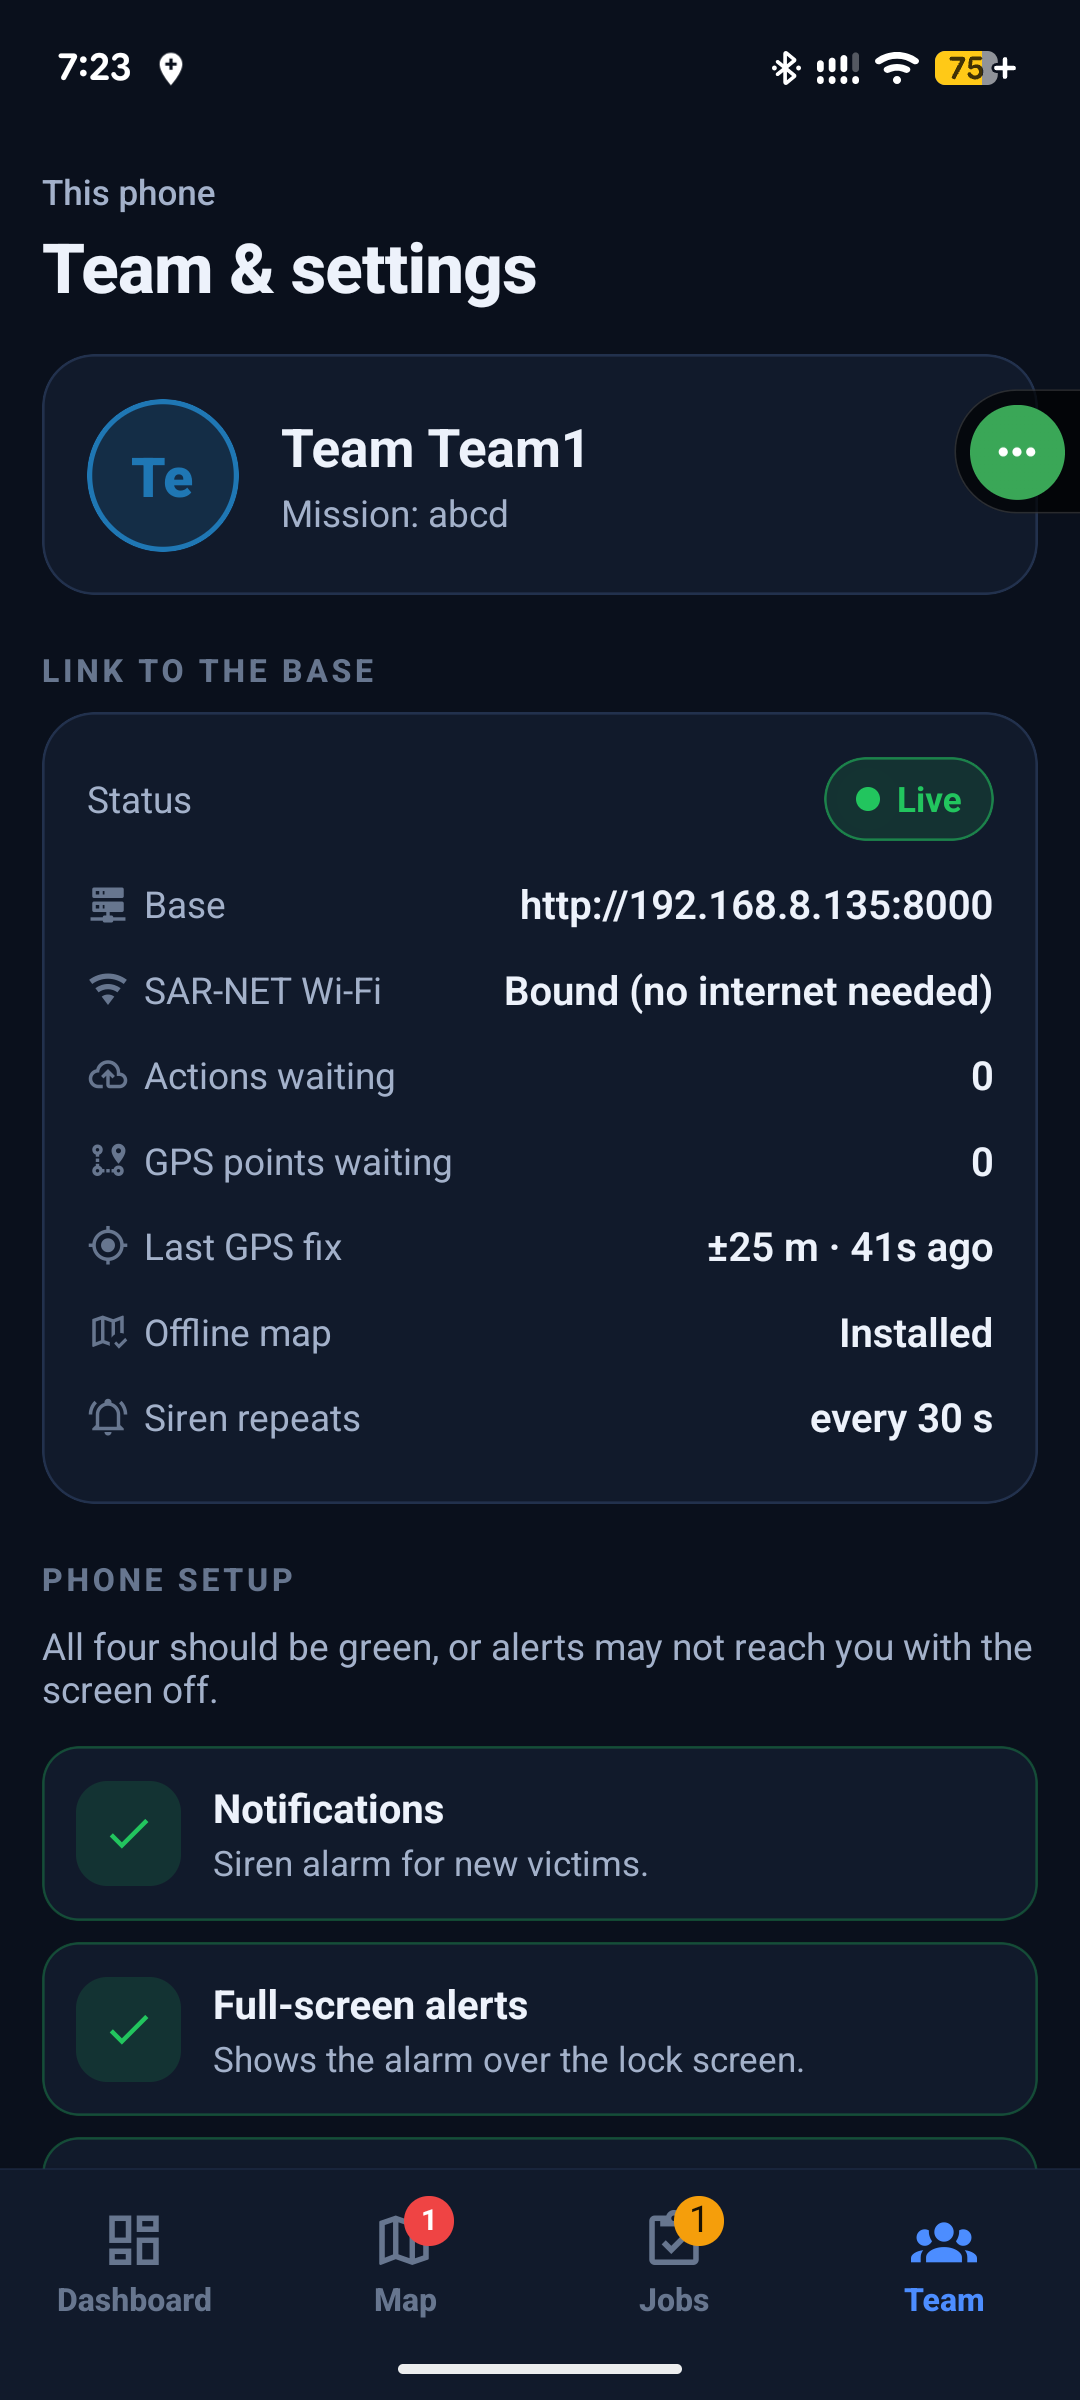 7:23
75
This phone
Team & settings
Te
Team Team1
Mission: abcd
LINK TO THE BASE
Status
Live
Base
http://192.168.8.135:8000
SAR-NET Wi-Fi
Bound (no internet needed)
Actions waiting
0
GPS points waiting
0
Last GPS fix
±25 m · 41s ago
Offline map
Installed
Siren repeats
every 30 s
PHONE SETUP
All four should be green, or alerts may not reach you with the
screen off.
Notifications
Siren alarm for new victims.
Full-screen alerts
Shows the alarm over the lock screen.
1
1
Dashboard
Map
Jobs
Team